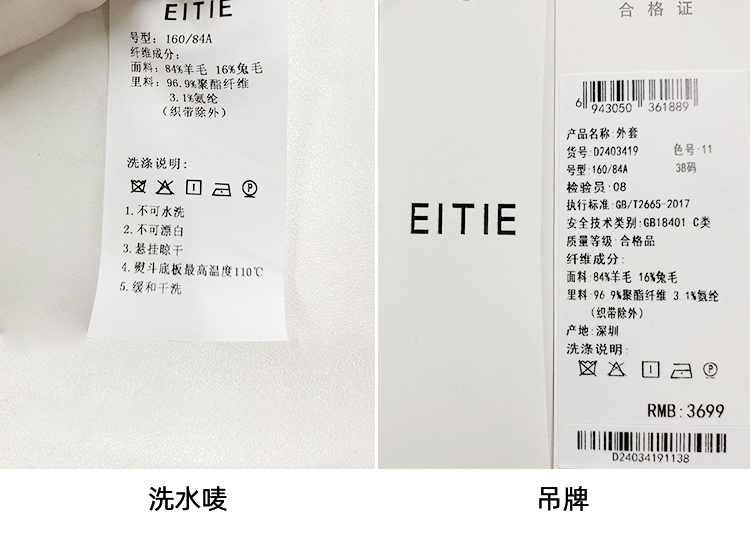 EITIE
号型：160/84A
纤维成分：
面料：84%羊毛 16%兔毛
里料：96.9%聚酯纤维
3.1%氨纶
（织带除外）
洗涤说明：
1.不可水洗
2.不可漂白
3.悬挂晾干
4.熨斗底板最高温度110℃
5.缓和干洗
洗水唛
EITIE
合格证
6 943050 361889
产品名称:外套
货号:D2403419 色号·11
号型:160/84A 38码
检验员·08
执行标准:GB/T2665-2017
安全技术类别:GB18401 C类
质量等级·合格品
纤维成分:
面料·84%羊毛 16%兔毛
里料·96 9%聚酯纤维 3.1%氨纶
（织带除外）
产地:深圳
洗涤说明·
RMB:3699
D24034191138
吊牌